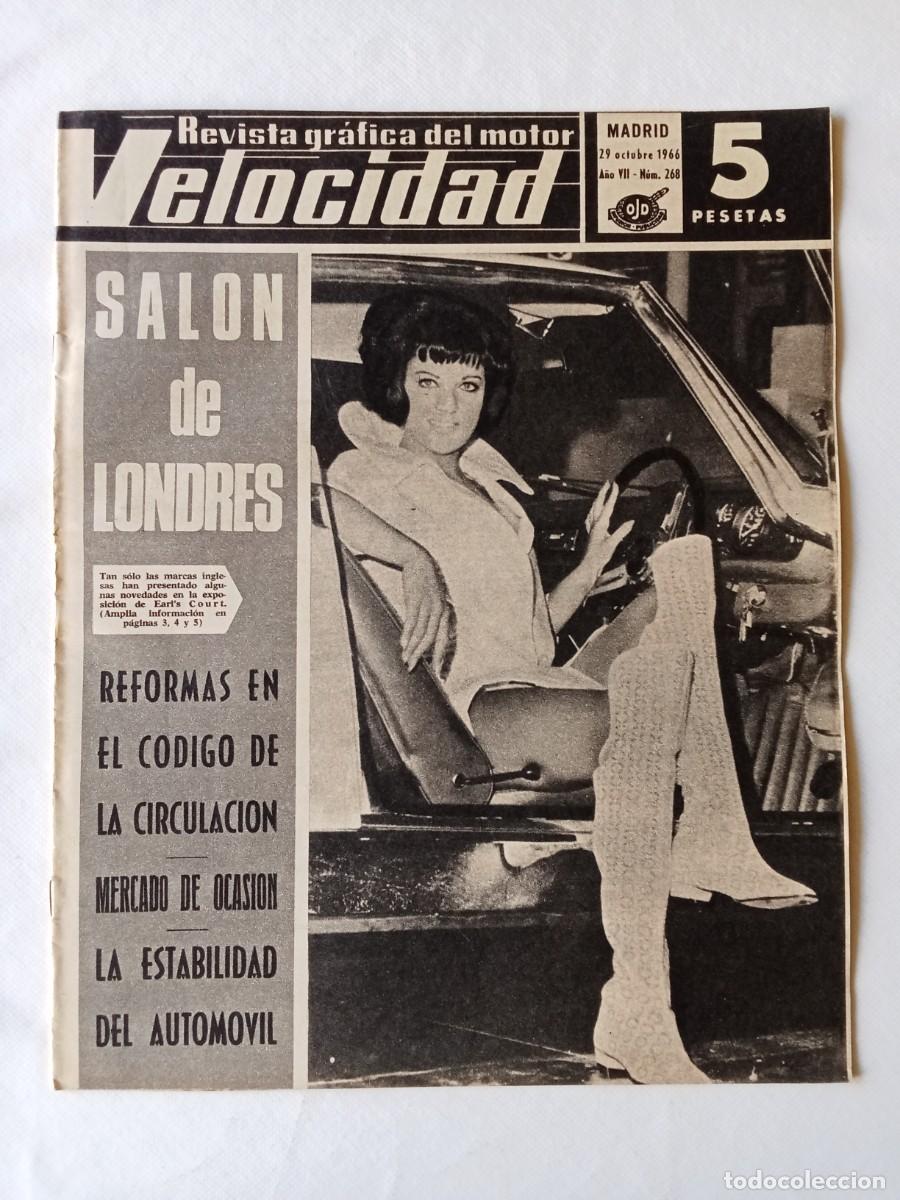 Revista gráfica del motor
Velocidad
MADRID
29 octubre 1966
Año VII - Núm. 268
OJD
5
PESETAS
SALON
de
LONDRES
Tan sólo las marcas ingle-
sas han presentado algu-
nas novedades en la expo-
sición de Earl's Court.
(Amplia información en
páginas 3, 4 y 5)
REFORMAS EN
EL CODIGO DE
LA CIRCULACION
MERCADO DE OCASION
LA ESTABILIDAD
DEL AUTOMOVIL
todocoleccion